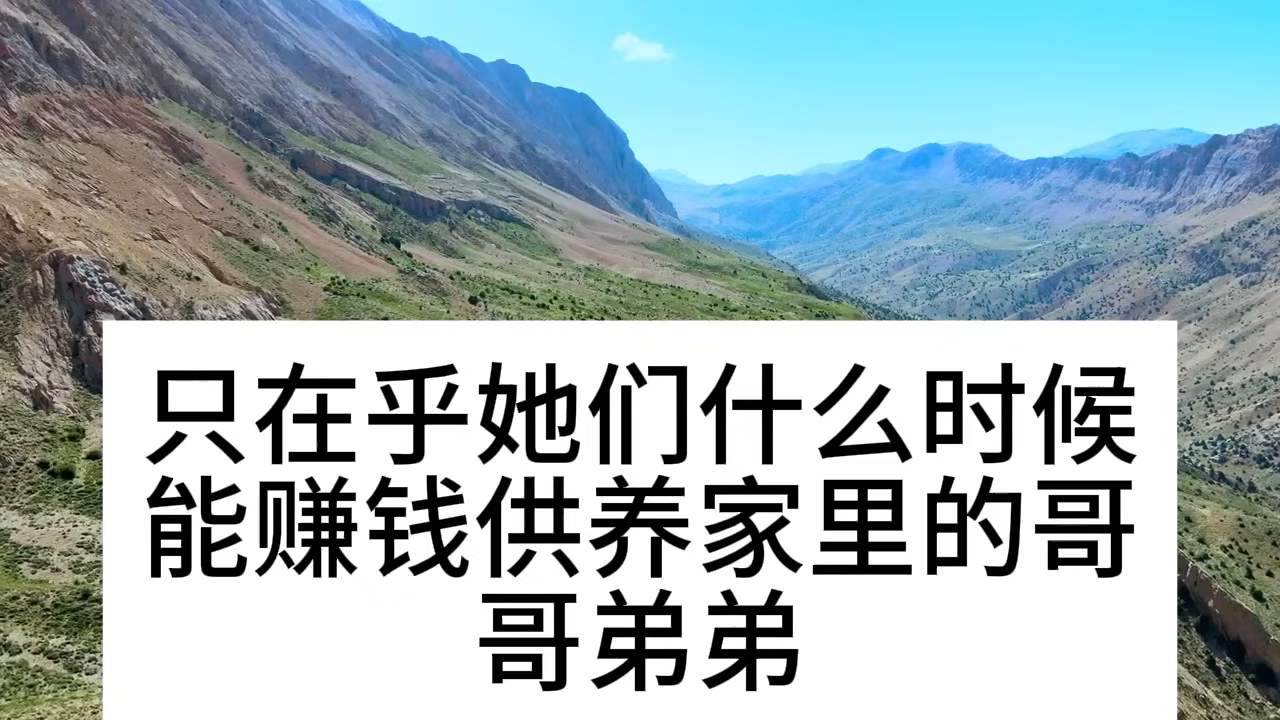 只在乎她们什么时候
能赚钱供养家里的哥
哥弟弟